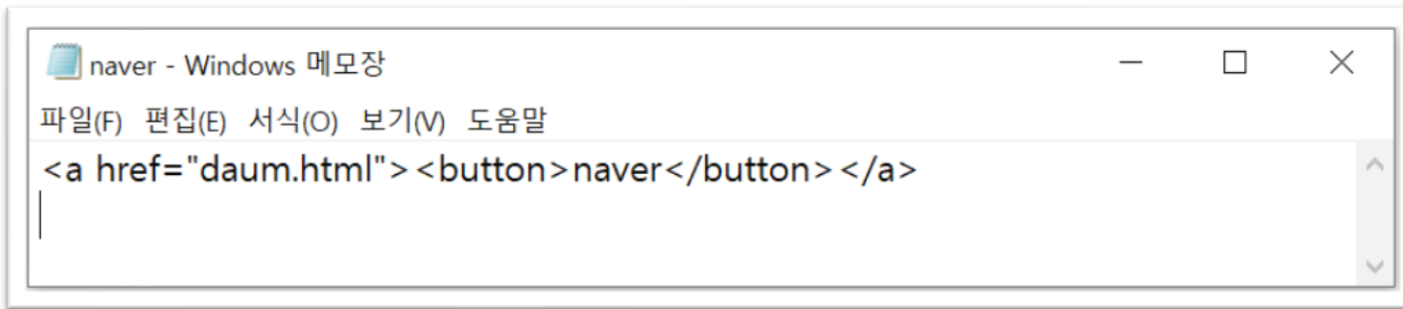 naver - Windows 메모장
파일(F) 편집(E) 서식(O) 보기(V) 도움말
<a href="daum.html"><button>naver</button></a>